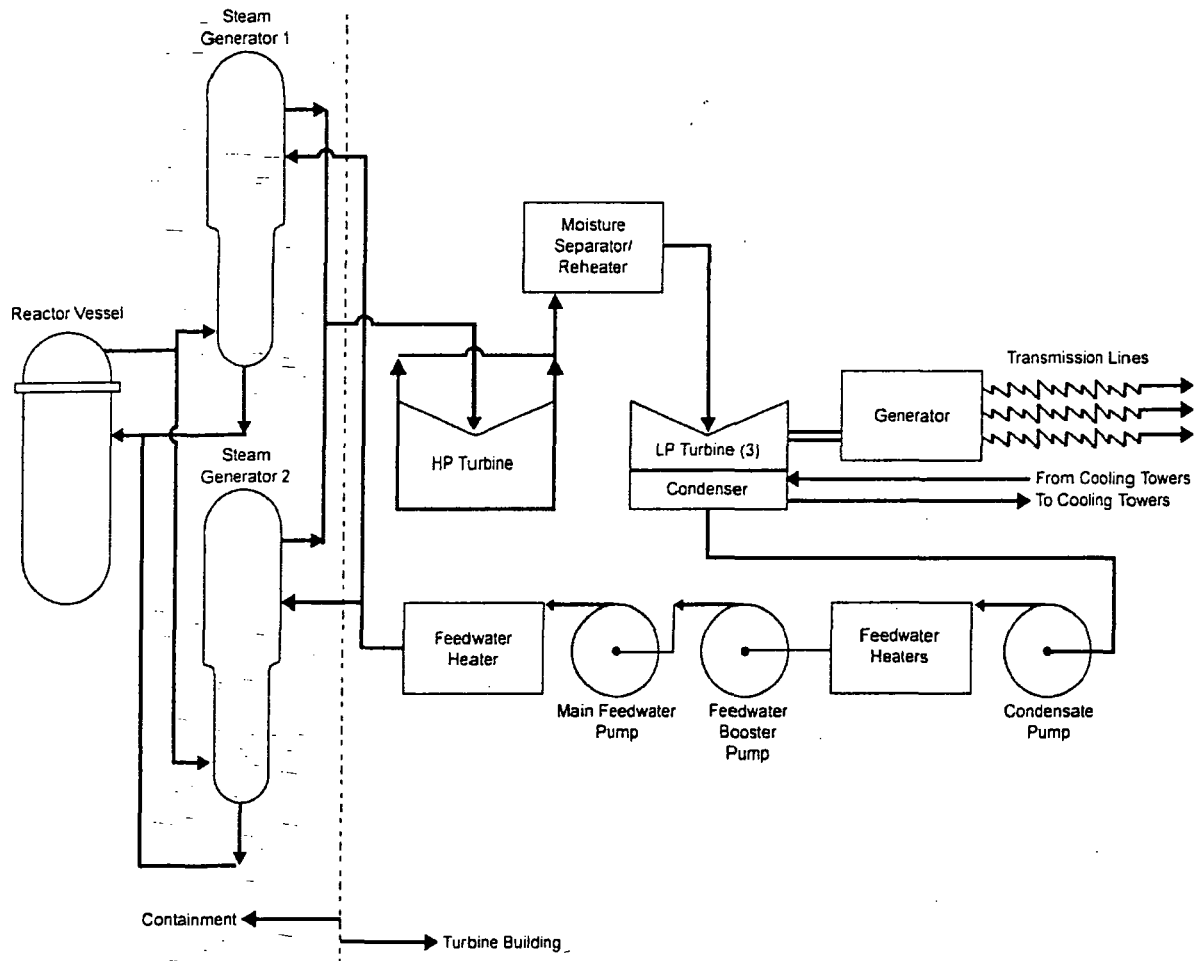 Steam
Generator 1
Moisture
Separator/
Reheater
Reactor Vessel
Transmission Lines
Generator
HP Turbine
LP Turbine (3)
Steam
Generator 2
Condenser
From Cooling Towers
To Cooling Towers
Feedwater
Heater
Feedwater
Heaters
Main Feedwater
Pump
Feedwater
Booster
Pump
Condensate
Pump
Containment
Turbine Building